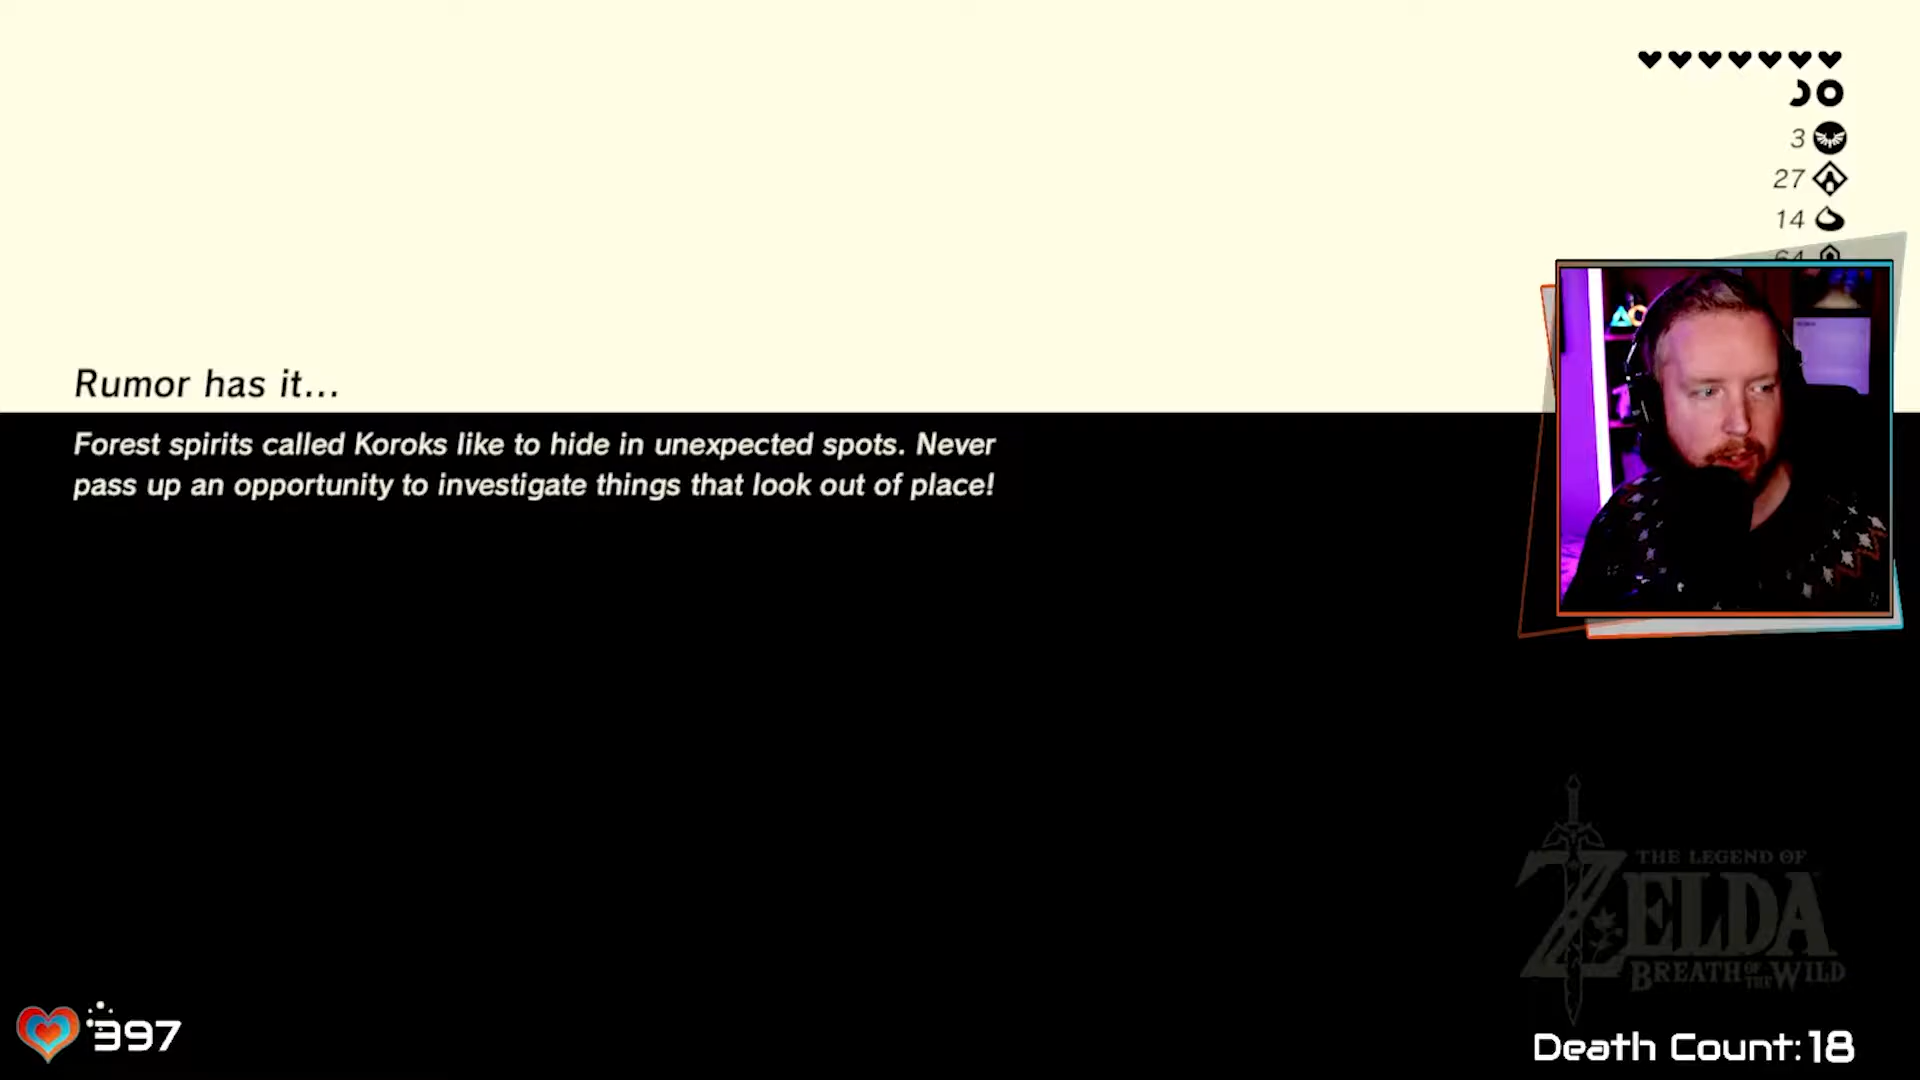 3
27
14
64
Rumor has it...
Forest spirits called Koroks like to hide in unexpected spots. Never
pass up an opportunity to investigate things that look out of place!
THE LEGEND OF
ZELDA
BREATH OF THE WILD
397
Death Count: 18